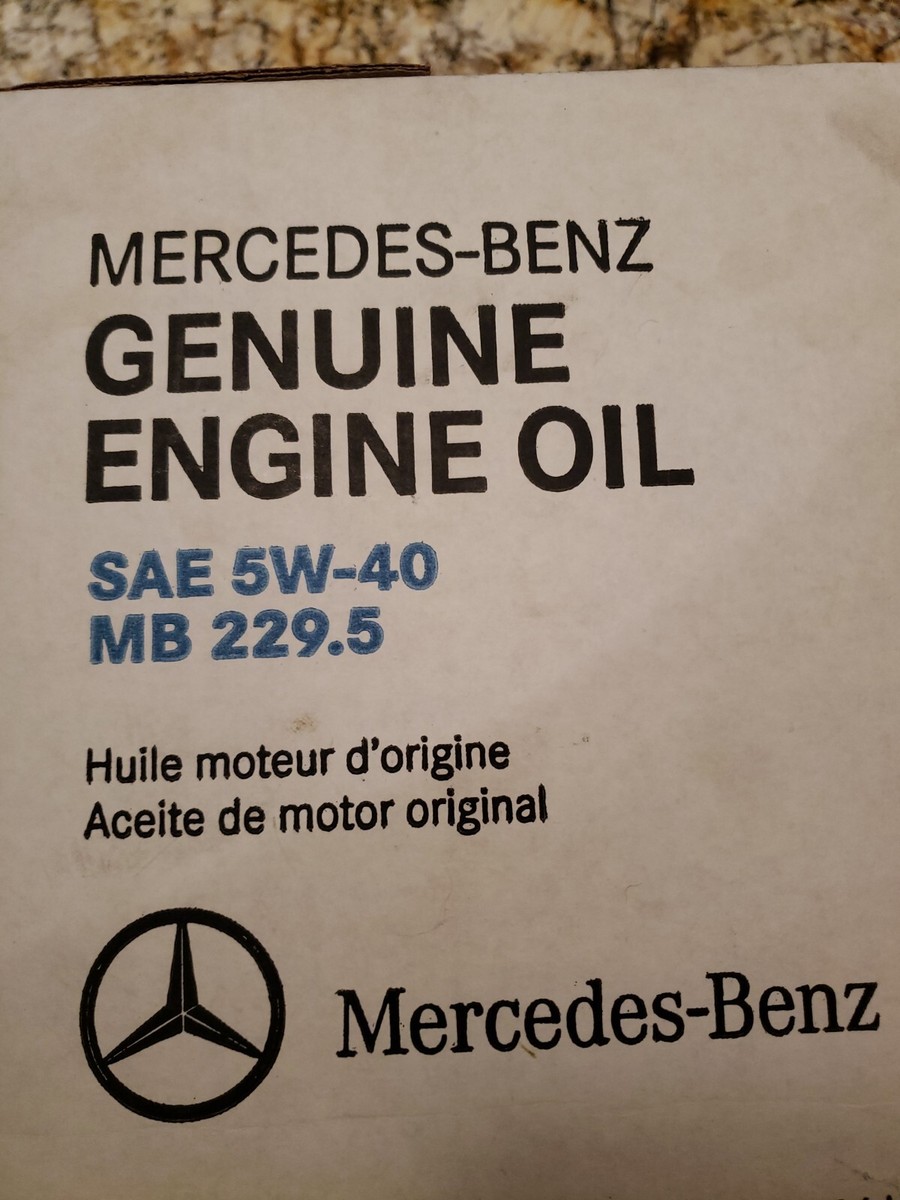 MERCEDES-BENZ
GENUINE
ENGINE OIL
SAE 5W-40
MB 229.5
Huile moteur d'origine
Aceite de motor original
Mercedes-Benz